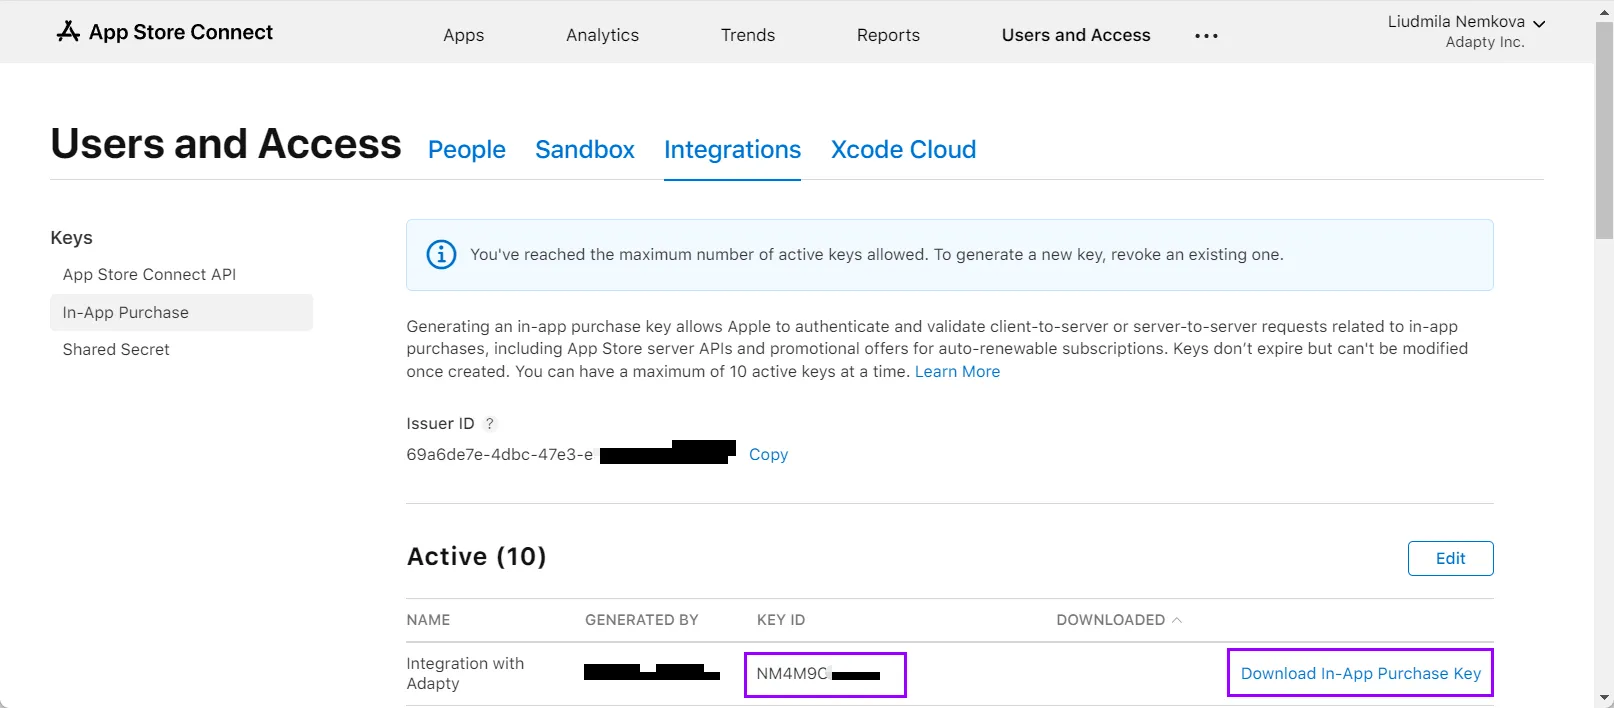 App Store Connect
Apps
Analytics
Trends
Reports
Users and Access
Liudmila Nemkova
Adapty Inc.
Users and Access
People
Sandbox
Integrations
Xcode Cloud
Keys
App Store Connect API
In-App Purchase
Shared Secret
You've reached the maximum number of active keys allowed. To generate a new key, revoke an existing one.
Generating an in-app purchase key allows Apple to authenticate and validate client-to-server or server-to-server requests related to in-app
purchases, including App Store server APIs and promotional offers for auto-renewable subscriptions. Keys don’t expire but can't be modified
once created. You can have a maximum of 10 active keys at a time. Learn More
Issuer ID ?
69a6de7e-4dbc-47e3-e
Copy
Active (10)
Edit
NAME
GENERATED BY
KEY ID
DOWNLOADED
Integration with
Adapty
NM4M9C
Download In-App Purchase Key